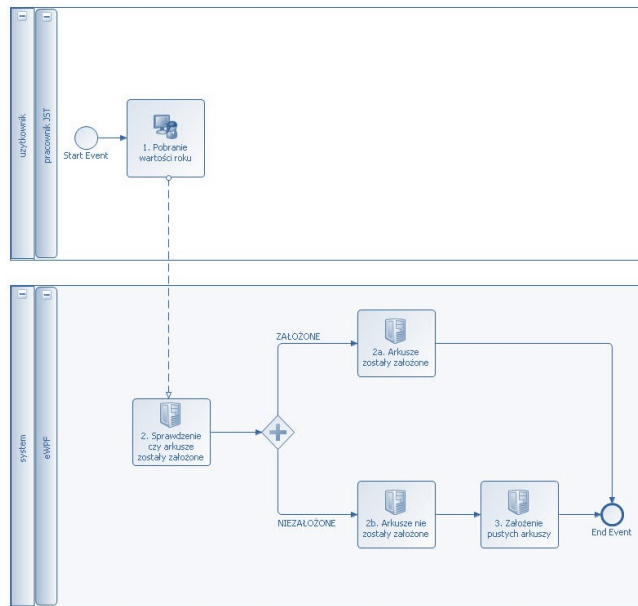 użytkownik
pracownik JST
Start Event
1. Pobranie
wartości roku
system
eWPF
ZAŁOŻONE
2a. Arkusze
zostały założone
2. Sprawdzenie
czy arkusze
zostały założone
NIEZAŁOŻONE
2b. Arkusze nie
zostały założone
3. Założenie
pustych arkuszy
End Event